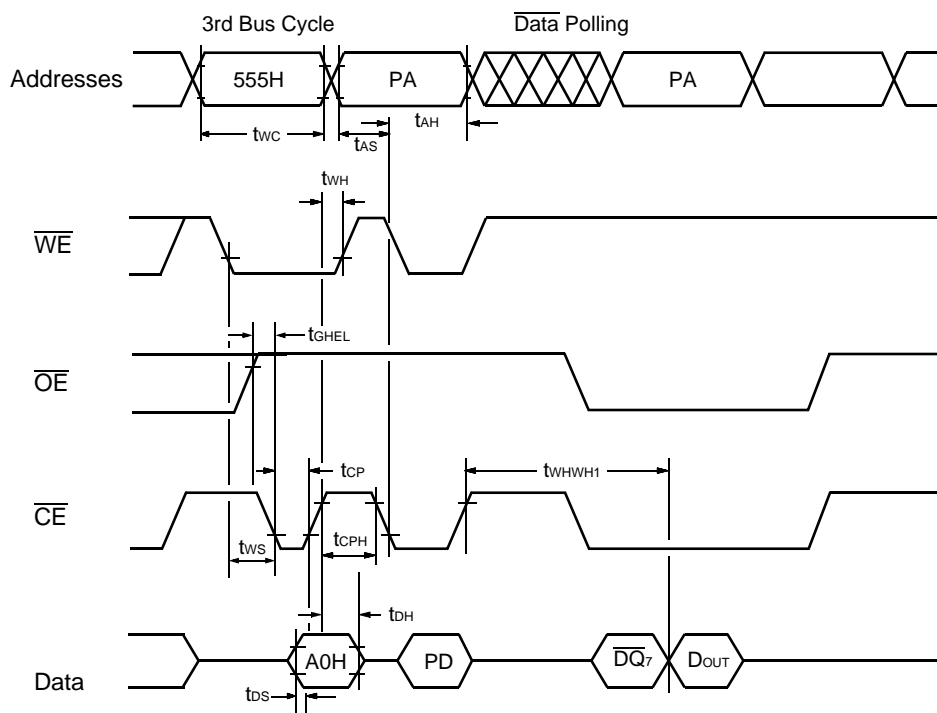 3rd Bus Cycle
Data Polling
Addresses
555H
PA
PA
tWC
tAS
tAH
tWH
WE
tGHEL
OE
tCP
tWHWH1
CE
tWS
tCPH
tDH
Data
A0H
PD
DQ7
DOUT
tDS